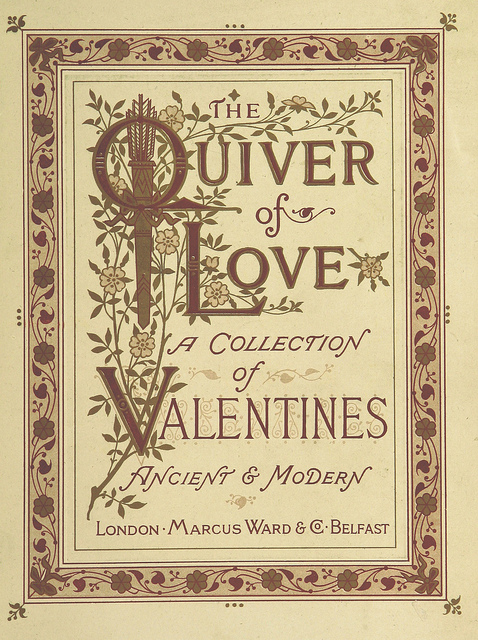 THE
QUIVER
of
LOVE
A COLLECTION
of
VALENTINES
ANCIENT & MODERN
LONDON · MARCUS WARD & CO · BELFAST